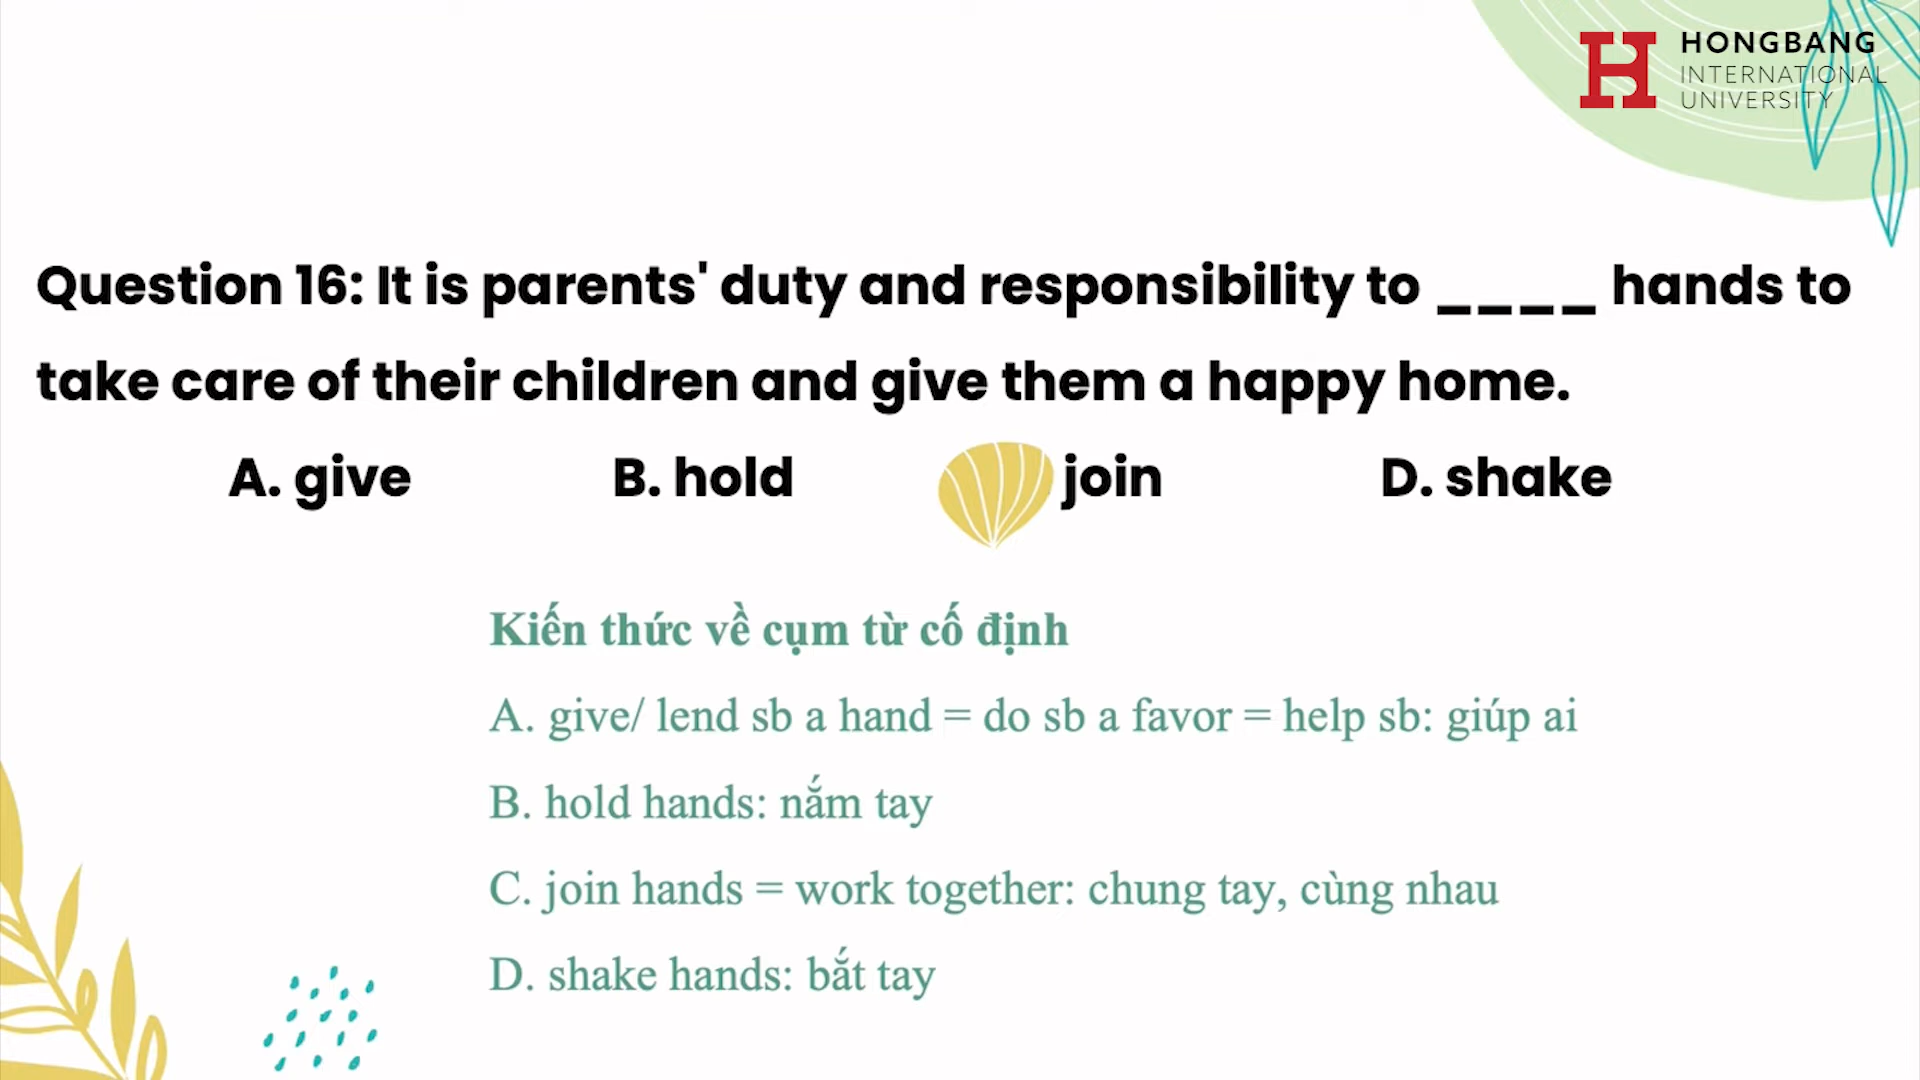 HONGBANG
INTERNATIONAL
UNIVERSITY
Question 16: It is parents' duty and responsibility to ____ hands to
take care of their children and give them a happy home.
A. give B. hold join D. shake
Kiến thức về cụm từ cố định
A. give/ lend sb a hand = do sb a favor = help sb: giúp ai
B. hold hands: nắm tay
C. join hands = work together: chung tay, cùng nhau
D. shake hands: bắt tay